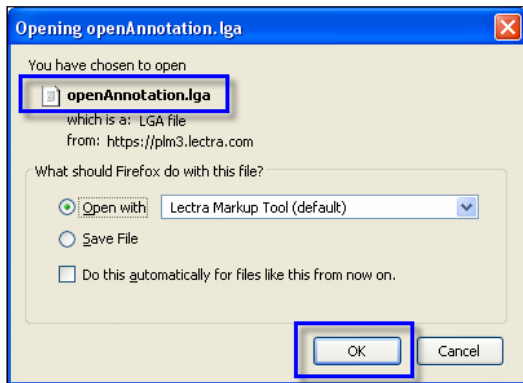 Opening openAnnotation.lga
You have chosen to open
openAnnotation.lga
which is a: LGA file
from: https://plm3.lectra.com
What should Firefox do with this file?
Open with Lectra Markup Tool (default)
Save File
Do this automatically for files like this from now on.
OK Cancel